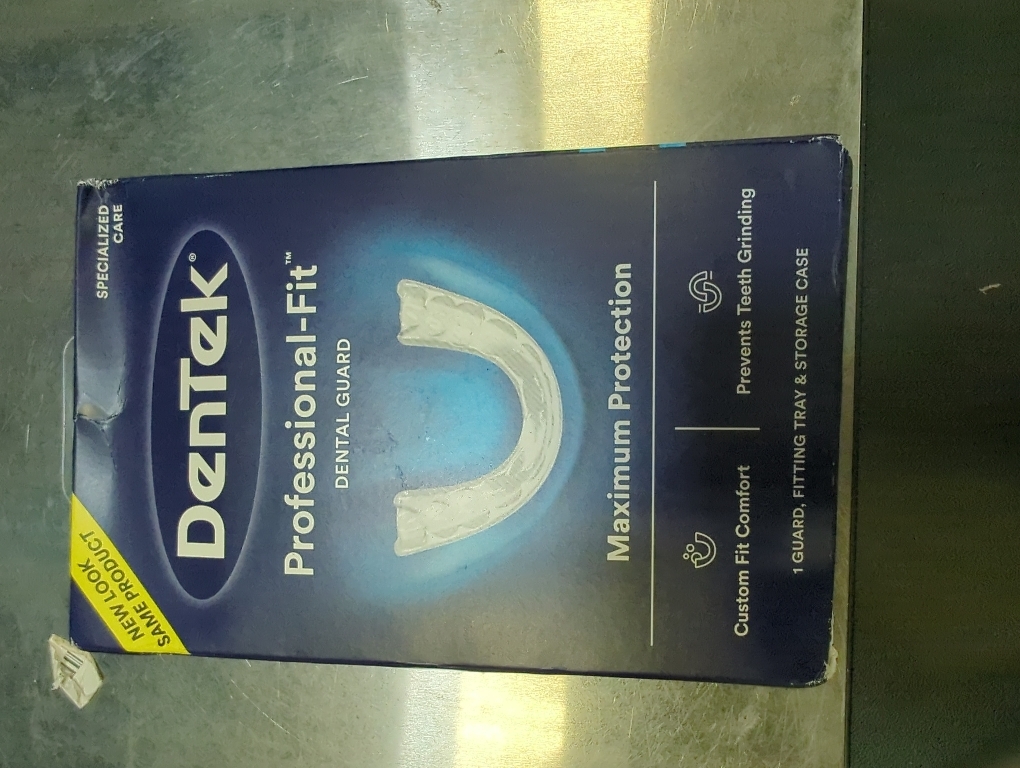 SPECIALIZED
CARE
NEW LOOK
SAME PRODUCT
DenTek®
Professional-Fit™
DENTAL GUARD
Maximum Protection
Custom Fit Comfort
Prevents Teeth Grinding
1 GUARD, FITTING TRAY & STORAGE CASE